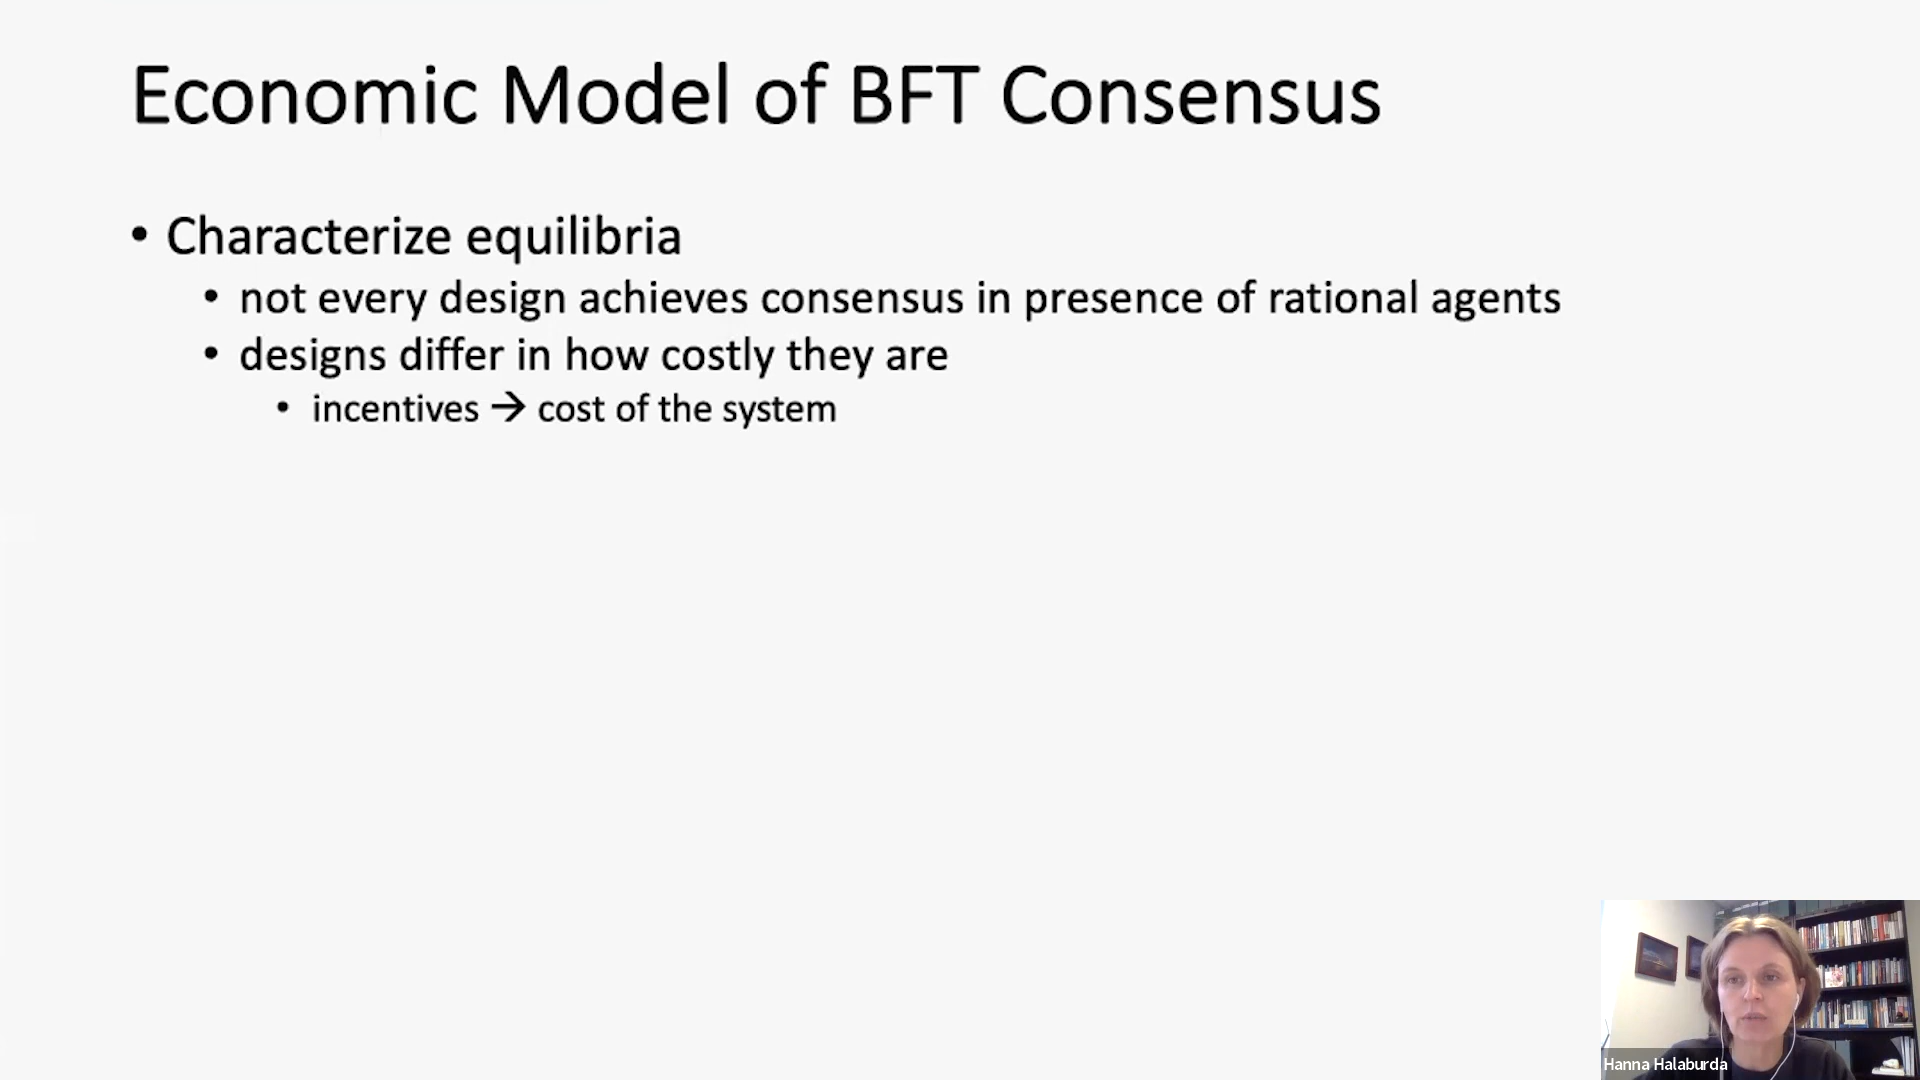 Economic Model of BFT Consensus
• Characterize equilibria
• not every design achieves consensus in presence of rational agents
• designs differ in how costly they are
• incentives → cost of the system
Hanna Halaburda